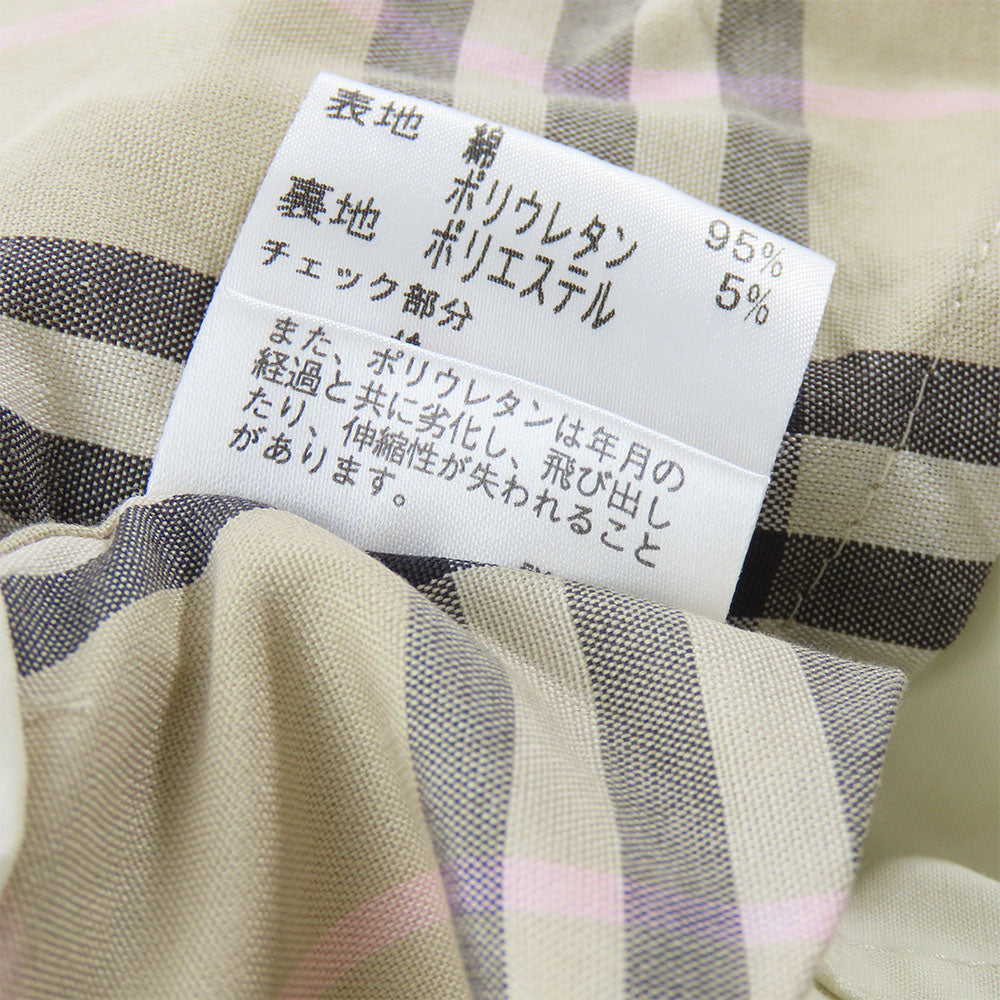 表地 綿 95%
ポリウレタン 5%
裏地 ポリエステル
チェック部分
また、ポリウレタンは年月の
経過と共に劣化し、飛び出し
たり、伸縮性が失われること
があります。